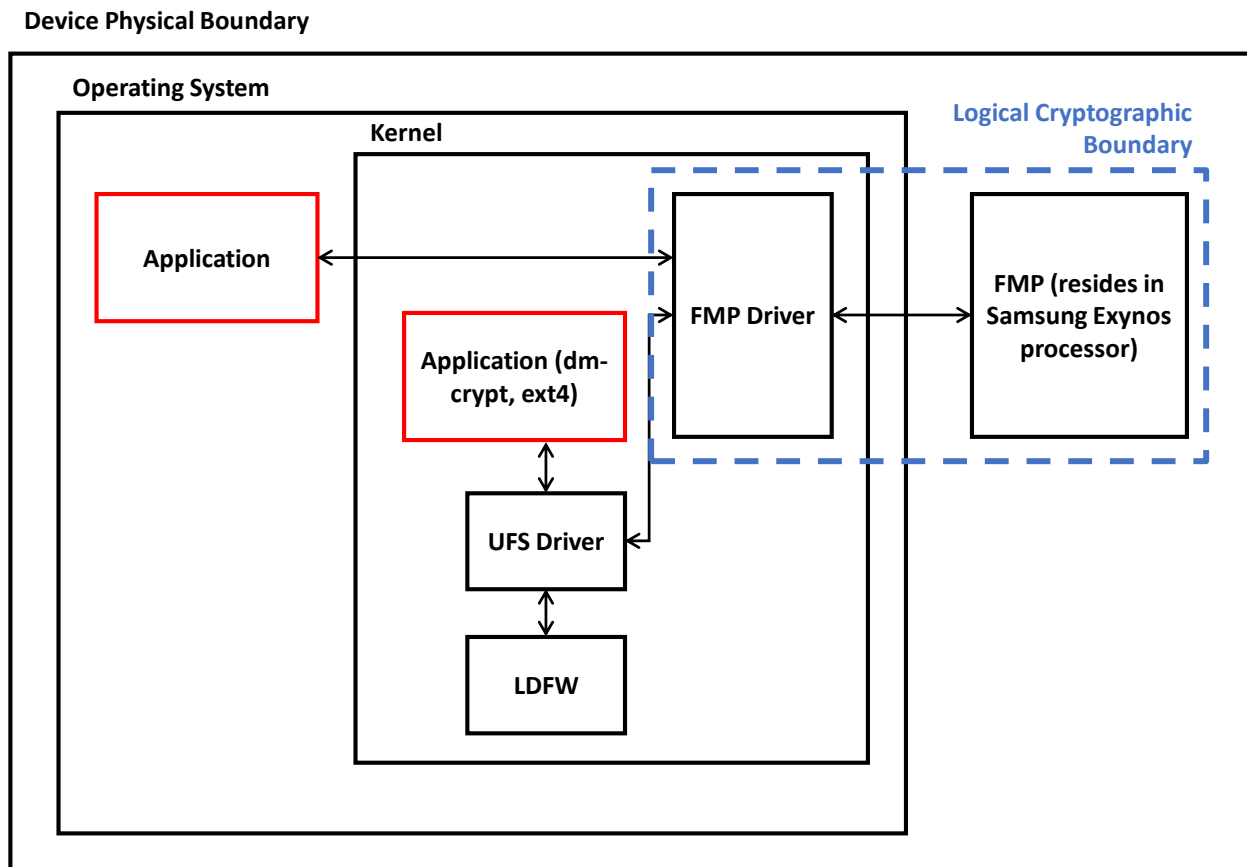 Device Physical Boundary
Operating System
Kernel
Logical Cryptographic
Boundary
Application
FMP Driver
FMP (resides in
Samsung Exynos
processor)
Application (dm-
crypt, ext4)
UFS Driver
LDFW